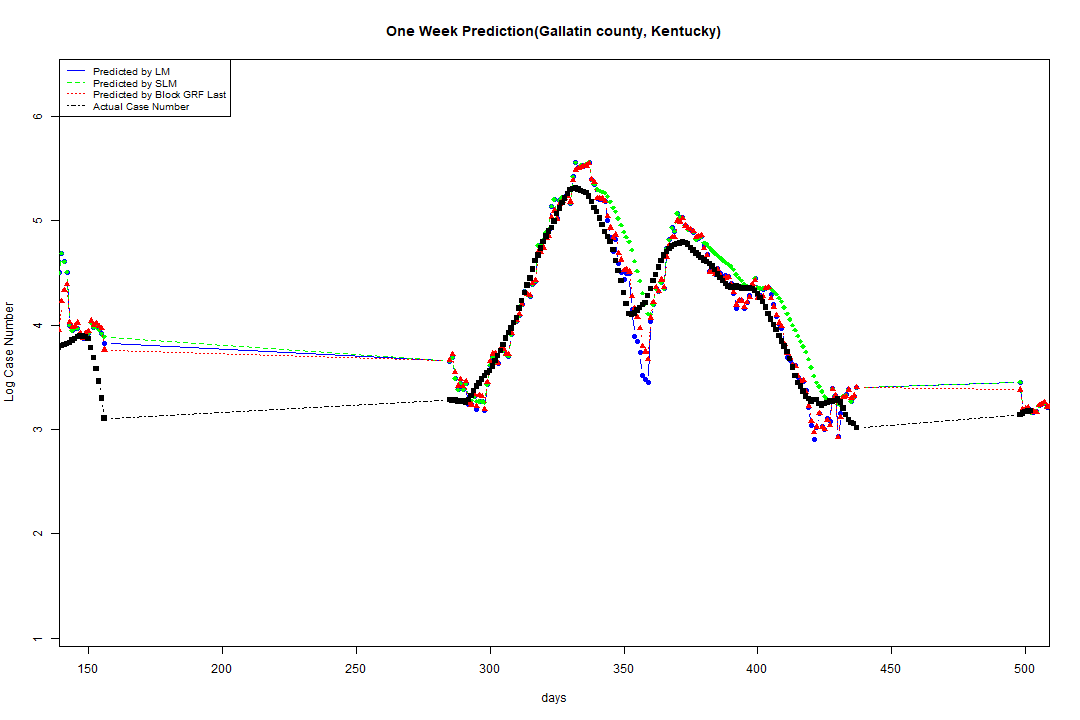 One Week Prediction(Gallatin county, Kentucky)
Predicted by LM
Predicted by SLM
Predicted by Block GRF Last
Actual Case Number
6
5
4
3
2
1
Log Case Number
150 200 250 300 350 400 450 500
days